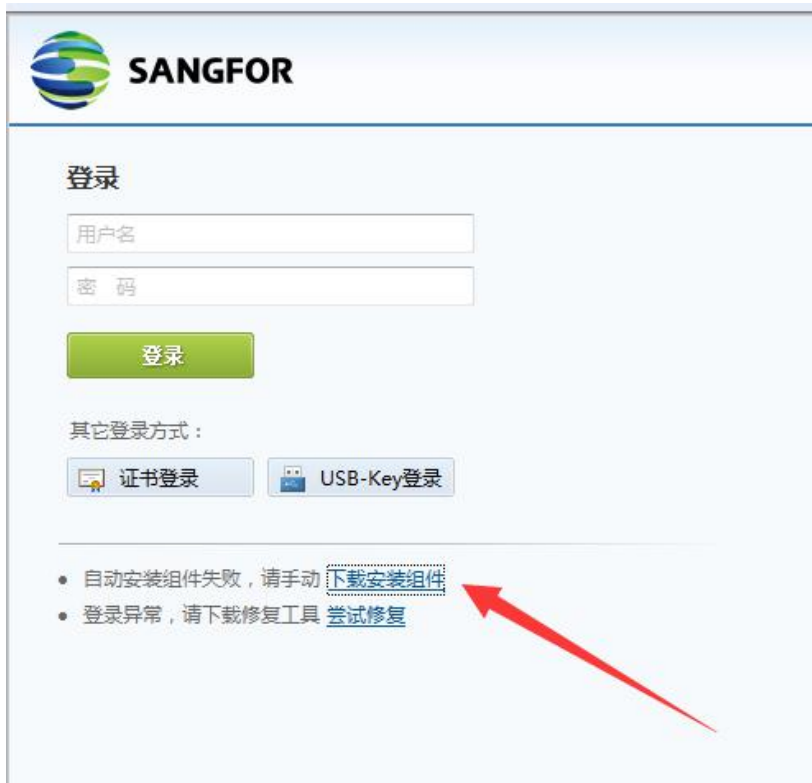 SANGFOR
登录
用户名
密 码
登录
其它登录方式：
证书登录 USB-Key登录
自动安装组件失败，请手动 下载安装组件
登录异常，请下载修复工具 尝试修复